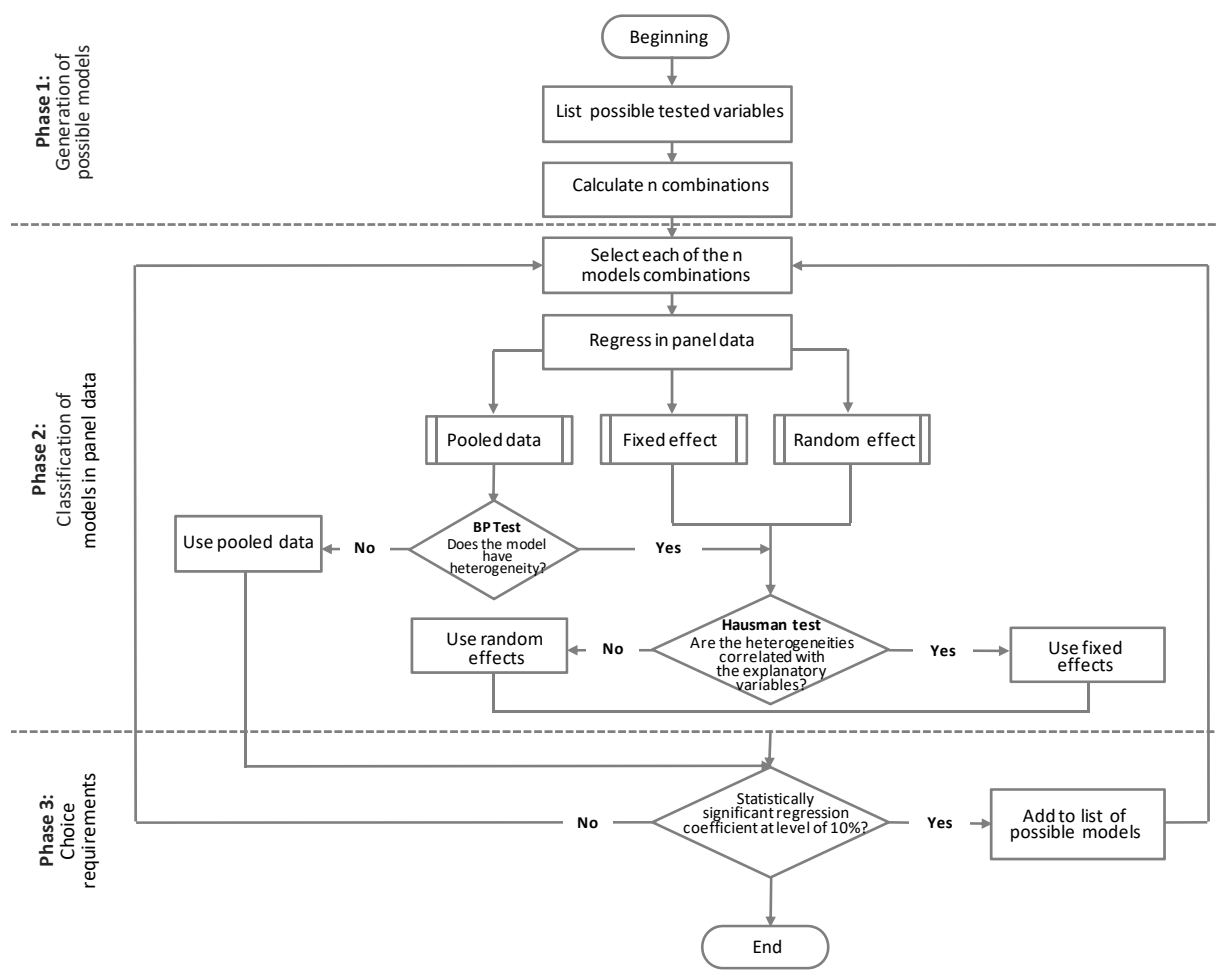 Beginning
Phase 1:
Generation of
possible models
List possible tested variables
Calculate n combinations
Select each of the n
models combinations
Regress in panel data
Phase 2:
Classification of
models in panel data
Pooled data
Fixed effect
Random effect
BP Test
Does the model
have
heterogeneity?
No
Yes
Use pooled data
Hausman test
Are the heterogeneities
correlated with
the explanatory
variables?
No
Yes
Use random
effects
Use fixed
effects
Phase 3:
Choice
requirements
Statistically
significant regression
coefficient at level of 10%?
No
Yes
Add to list of
possible models
End